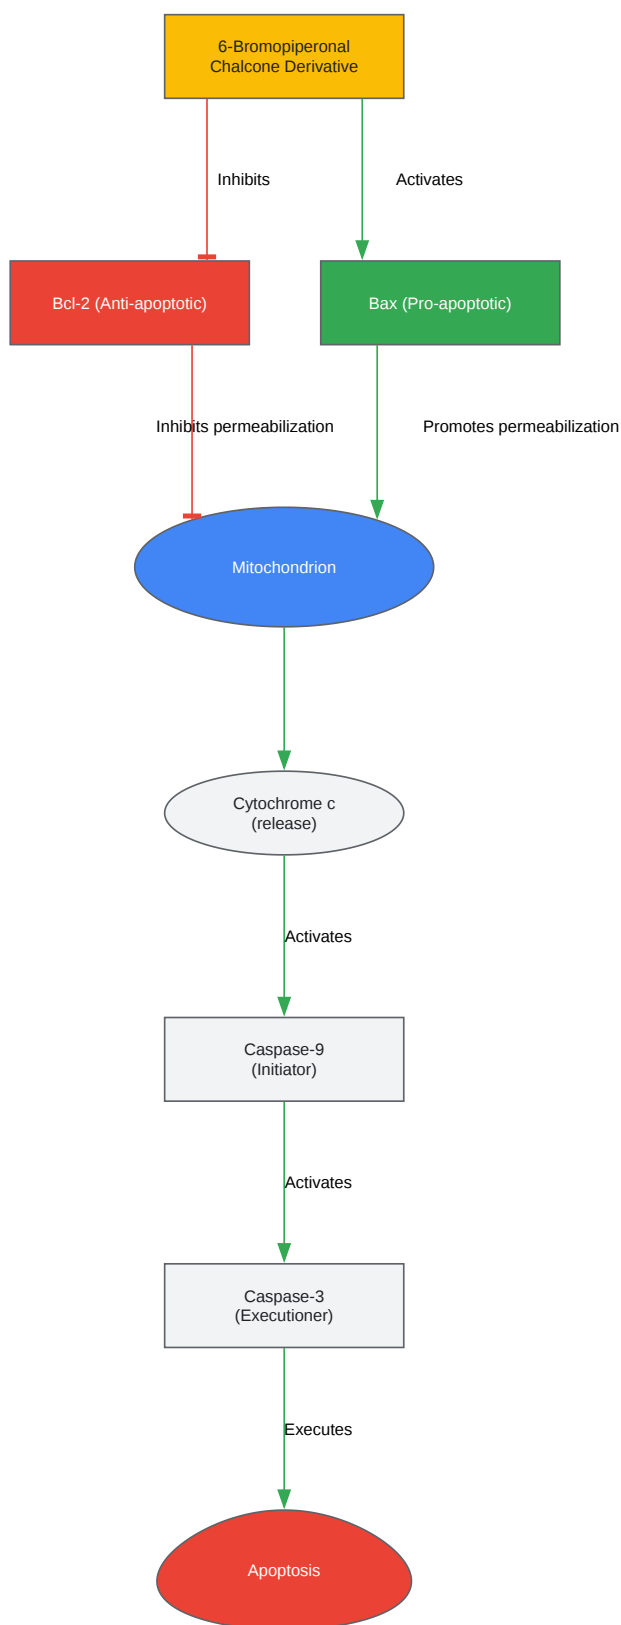 6-Bromopiperonal
Chalcone Derivative
Inhibits
Activates
Bcl-2 (Anti-apoptotic)
Bax (Pro-apoptotic)
Inhibits permeabilization
Promotes permeabilization
Mitochondrion
Cytochrome c
(release)
Activates
Caspase-9
(Initiator)
Activates
Caspase-3
(Executioner)
Executes
Apoptosis